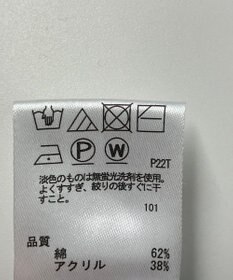 P W
P22T
淡色のものは無蛍光洗剤を使用。
よくすすぎ、絞りの後すぐに干
すこと。
101
品質
綿 62%
アクリル 38%